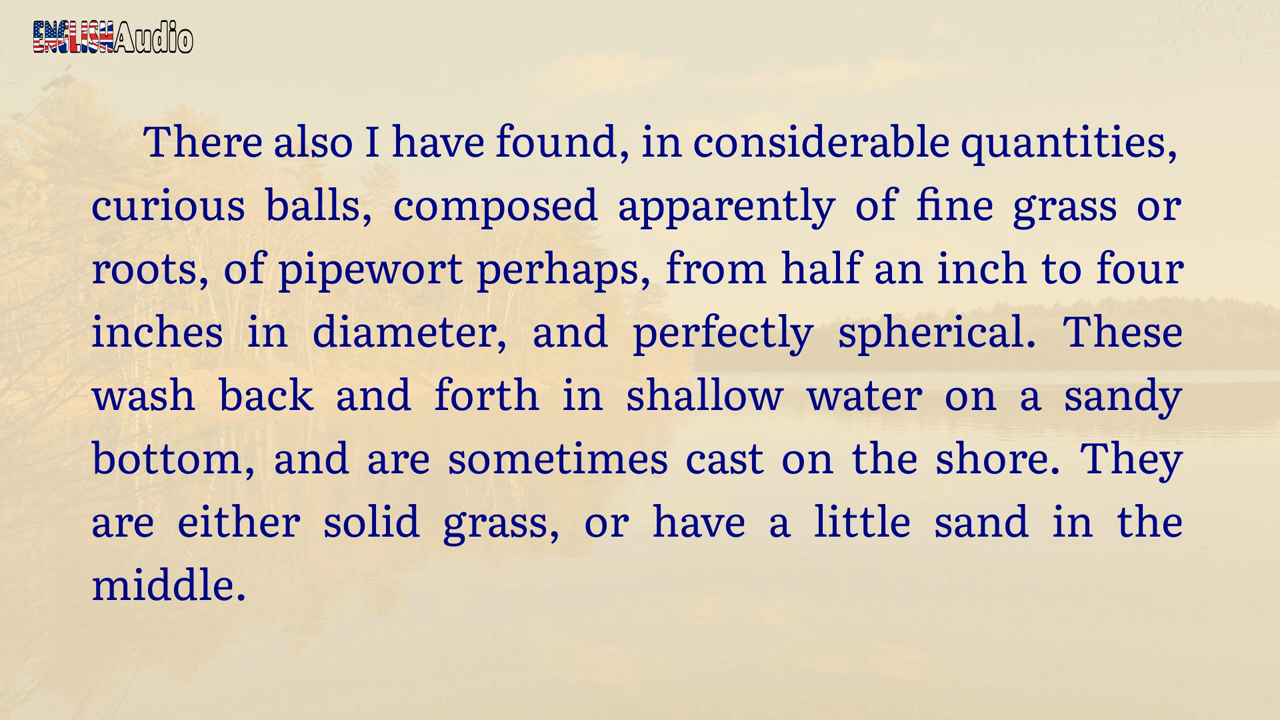 ENGLISHAudio
There also I have found, in considerable quantities,
curious balls, composed apparently of fine grass or
roots, of pipewort perhaps, from half an inch to four
inches in diameter, and perfectly spherical. These
wash back and forth in shallow water on a sandy
bottom, and are sometimes cast on the shore. They
are either solid grass, or have a little sand in the
middle.